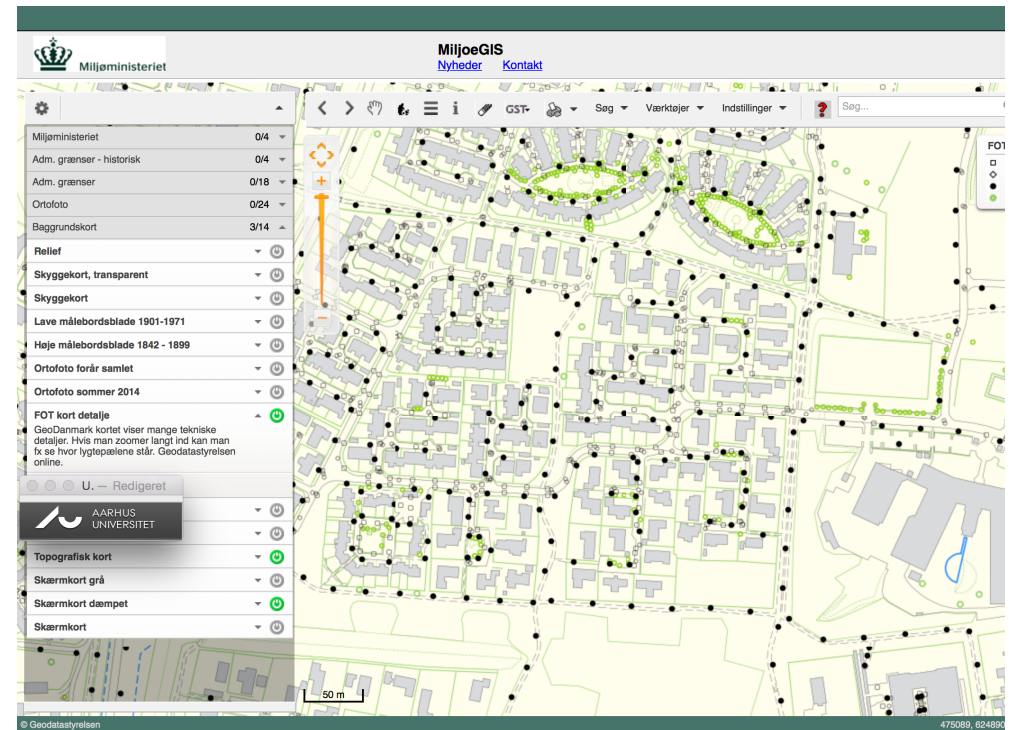 Miljøministeriet
MiljoeGIS
Nyheder Kontakt
GST
Søg
Værktøjer
Indstillinger
?
Søg...
Miljøministeriet 0/4
Adm. grænser - historisk 0/4
Adm. grænser 0/18
Ortofoto 0/24
Baggrundskort 3/14
Relief
Skyggekort, transparent
Skyggekort
Lave målebordsblade 1901-1971
Høje målebordsblade 1842 - 1899
Ortofoto forår samlet
Ortofoto sommer 2014
FOT kort detalje
GeoDanmark kortet viser mange tekniske
detaljer. Hvis man zoomer langt ind kan man
fx se hvor lygtepælene står. Geodatastyrelsen
online.
U. — Redigeret
AARHUS
UNIVERSITET
Topografisk kort
Skærmkort grå
Skærmkort dæmpet
Skærmkort
FOT
50 m
© Geodatastyrelsen
475089, 624890